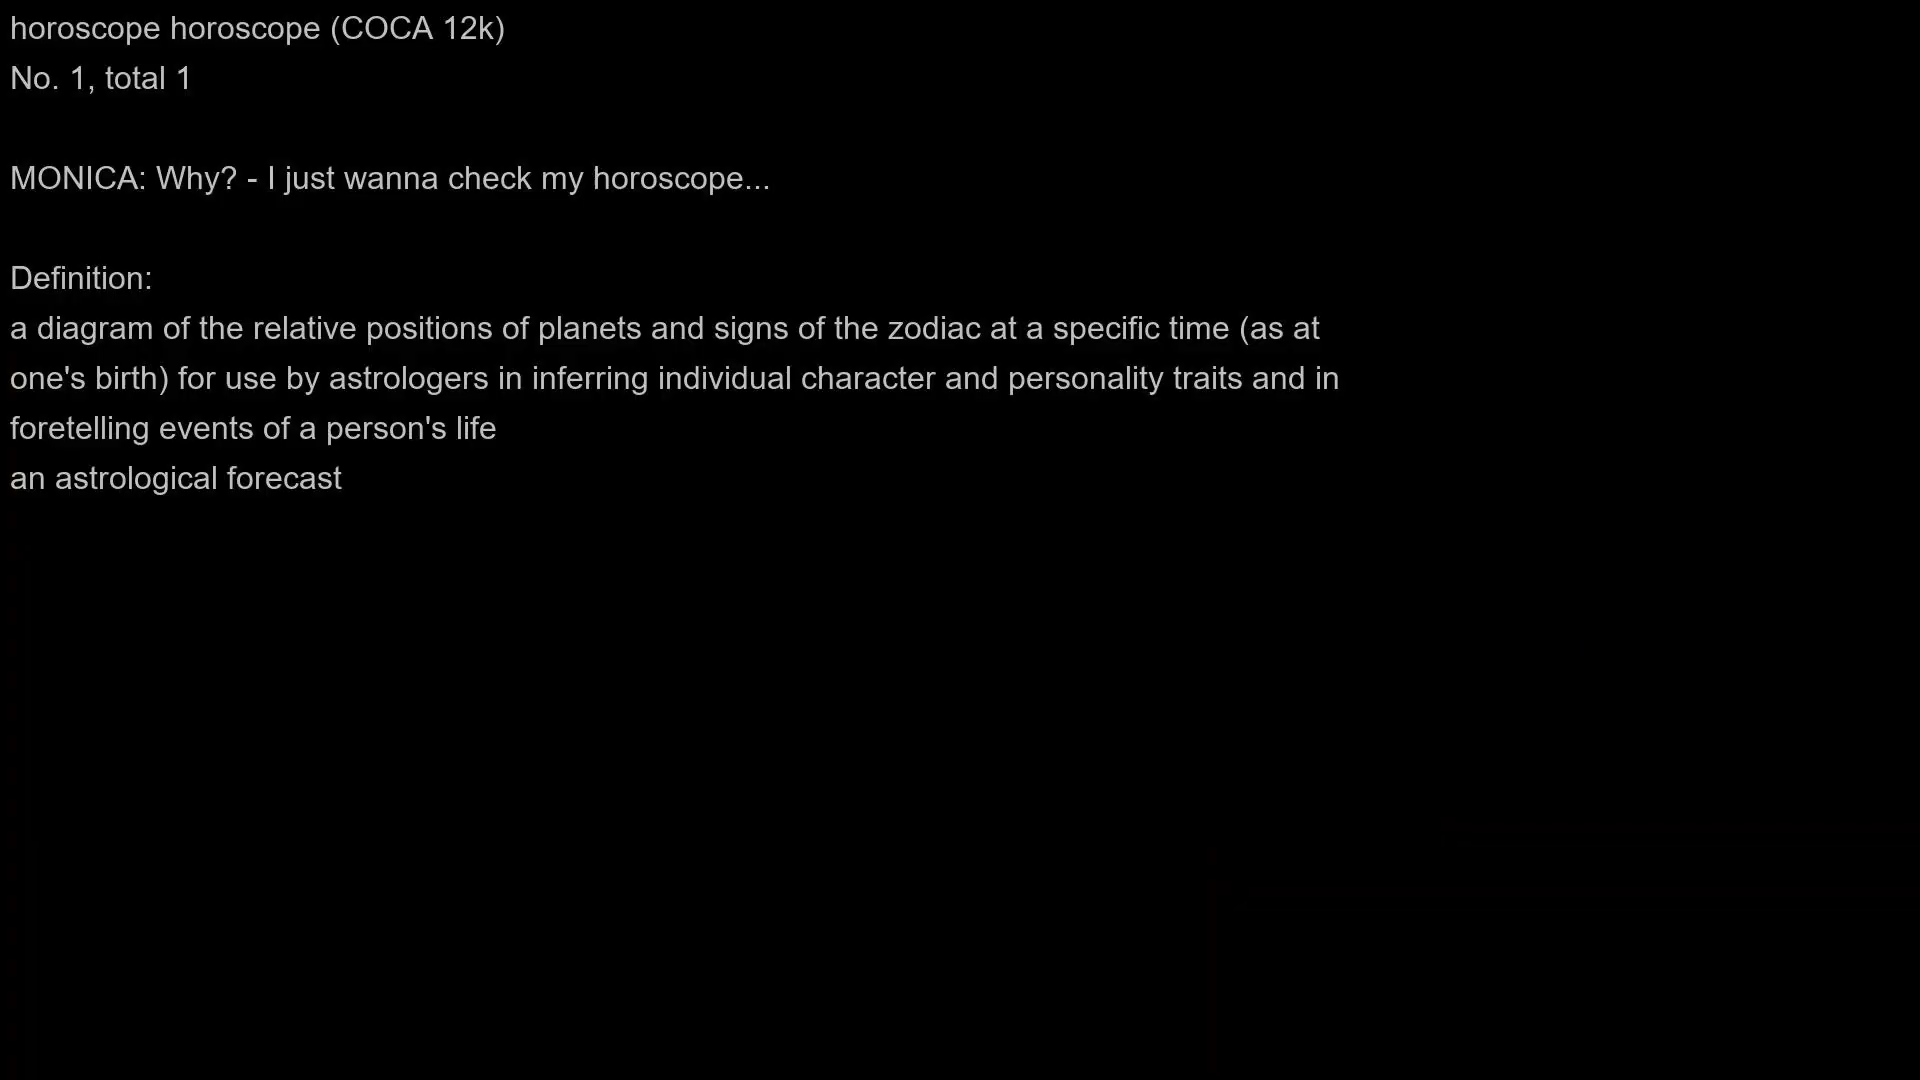 horoscope horoscope (COCA 12k)
No. 1, total 1
MONICA: Why? - I just wanna check my horoscope...
Definition:
a diagram of the relative positions of planets and signs of the zodiac at a specific time (as at
one's birth) for use by astrologers in inferring individual character and personality traits and in
foretelling events of a person's life
an astrological forecast